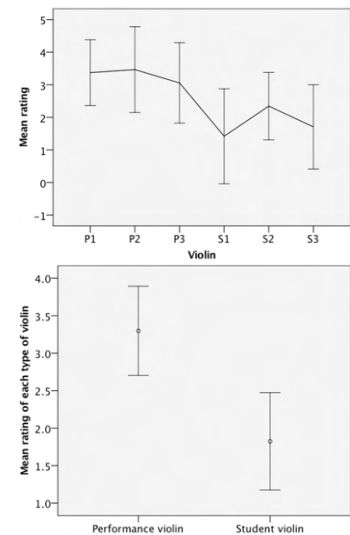 5
4
3
2
1
0
−1
Mean rating
P1 P2 P3 S1 S2 S3
Violin
4.0
3.5
3.0
2.5
2.0
1.5
1.0
Mean rating of each type of violin
Performance violin Student violin